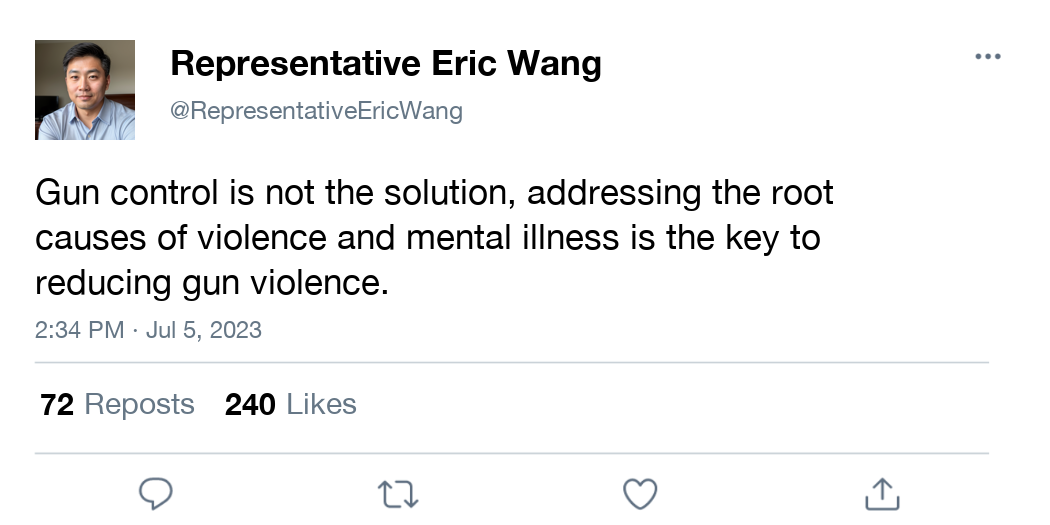 Representative Eric Wang
@RepresentativeEricWang
Gun control is not the solution, addressing the root
causes of violence and mental illness is the key to
reducing gun violence.
2:34 PM · Jul 5, 2023
72 Reposts 240 Likes